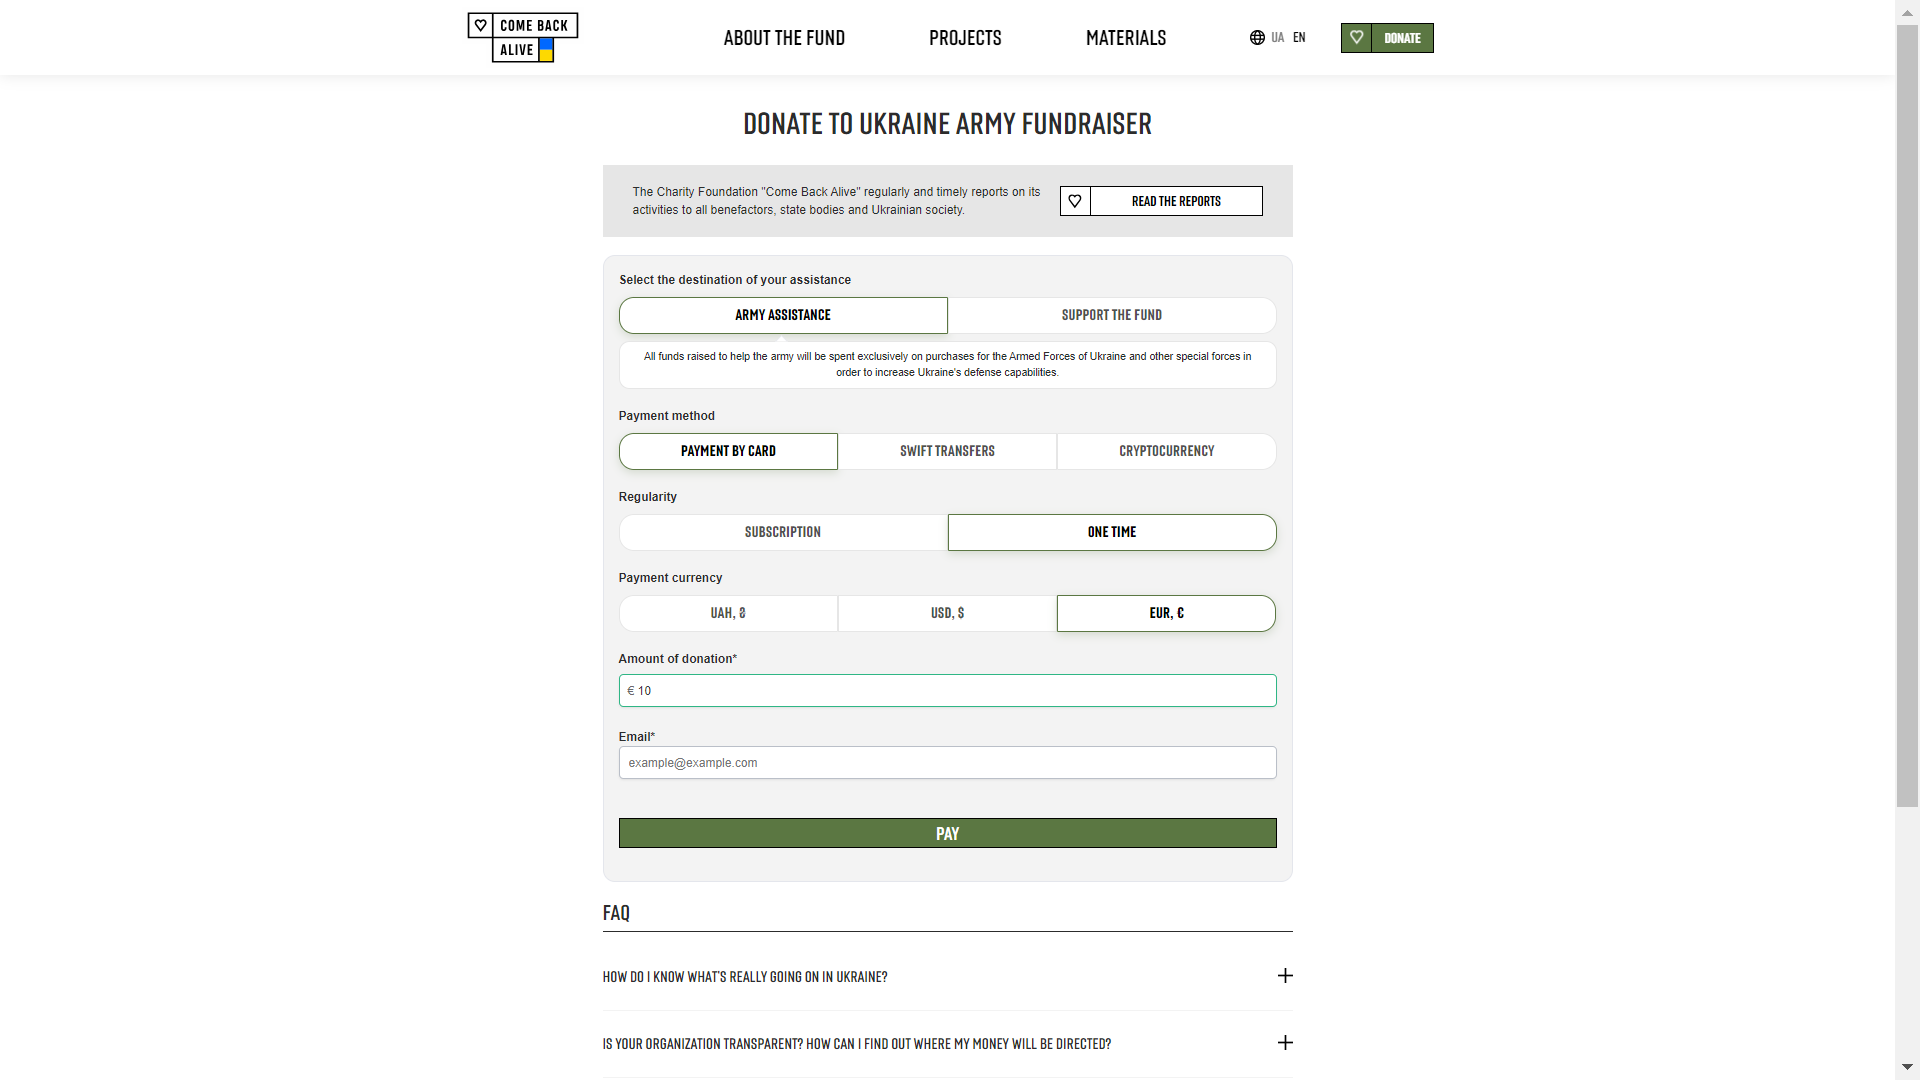 COME BACK
ALIVE
ABOUT THE FUND
PROJECTS
MATERIALS
UA EN
DONATE
DONATE TO UKRAINE ARMY FUNDRAISER
The Charity Foundation "Come Back Alive" regularly and timely reports on its
activities to all benefactors, state bodies and Ukrainian society.
READ THE REPORTS
Select the destination of your assistance
ARMY ASSISTANCE
SUPPORT THE FUND
All funds raised to help the army will be spent exclusively on purchases for the Armed Forces of Ukraine and other special forces in
order to increase Ukraine's defense capabilities.
Payment method
PAYMENT BY CARD
SWIFT TRANSFERS
CRYPTOCURRENCY
Regularity
SUBSCRIPTION
ONE TIME
Payment currency
UAH, ₴
USD, $
EUR, €
Amount of donation*
€ 10
Email*
example@example.com
PAY
FAQ
HOW DO I KNOW WHAT'S REALLY GOING ON IN UKRAINE?
IS YOUR ORGANIZATION TRANSPARENT? HOW CAN I FIND OUT WHERE MY MONEY WILL BE DIRECTED?